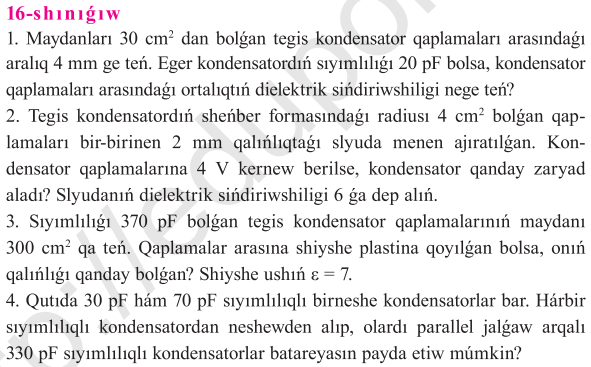 16-shınıǵıw
1. Maydanları 30 cm² dan bolǵan tegis kondensator qaplamaları arasındaǵı
aralıq 4 mm ge teń. Eger kondensatordıń sıyımlılıǵı 20 pF bolsa, kondensator
qaplamaları arasındaǵı ortalıqtıń dielektrik sińdiriwshiligi nege teń?
2. Tegis kondensatordıń sheńber formasındaǵı radiusı 4 cm² bolǵan qap-
lamaları bir-birinen 2 mm qalıńlıqtaǵı slyuda menen ajıratılǵan. Kon-
densator qaplamalarına 4 V kernew berilse, kondensator qanday zaryad
aladı? Slyudanıń dielektrik sińdiriwshiligi 6 ǵa dep alıń.
3. Sıyımlılıǵı 370 pF bolǵan tegis kondensator qaplamalarınıń maydanı
300 cm² qa teń. Qaplamalar arasına shiyshe plastina qoyılǵan bolsa, onıń
qalıńlıǵı qanday bolǵan? Shiyshe ushın ε = 7.
4. Qutıda 30 pF hám 70 pF sıyımlılıqlı birneshe kondensatorlar bar. Hárbir
sıyımlılıqlı kondensatordan neshewden alıp, olardı parallel jalǵaw arqalı
330 pF sıyımlılıqlı kondensatorlar batareyasın payda etiw múmkin?